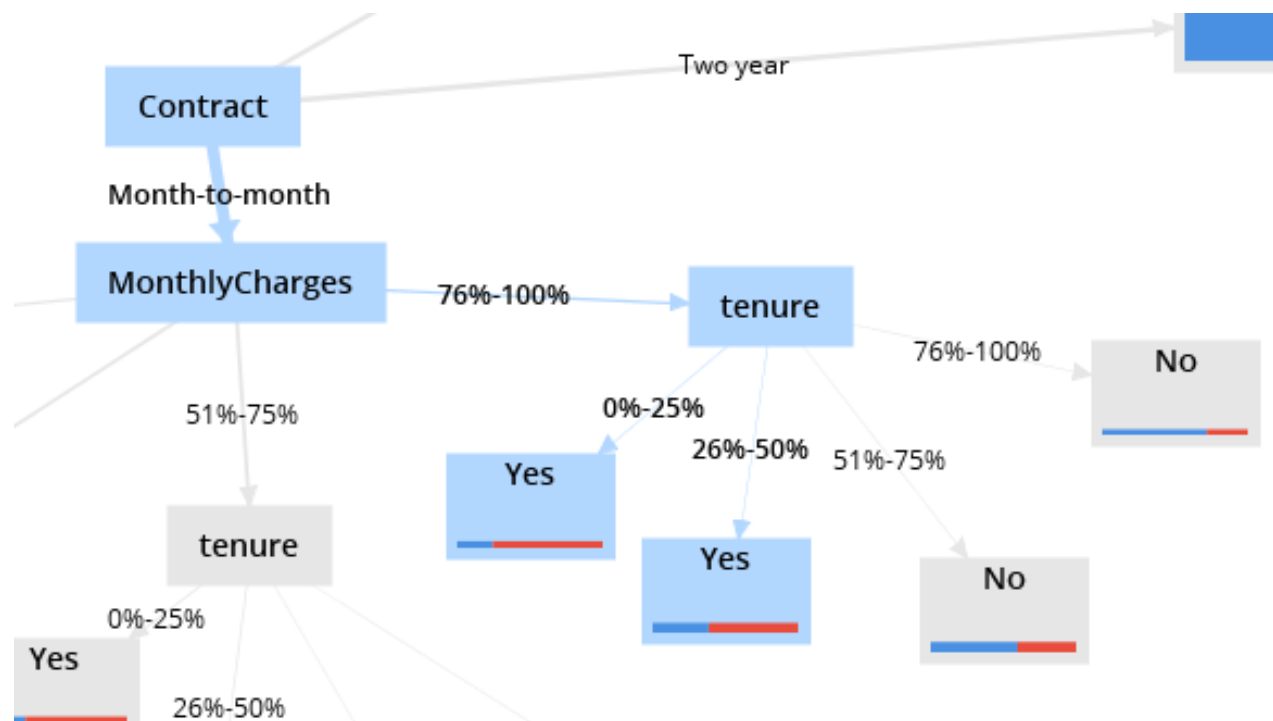 Two year
Contract
Month-to-month
MonthlyCharges
76%-100%
tenure
76%-100%
No
0%-25%
51%-75%
26%-50%
51%-75%
Yes
tenure
Yes
No
0%-25%
Yes
26%-50%